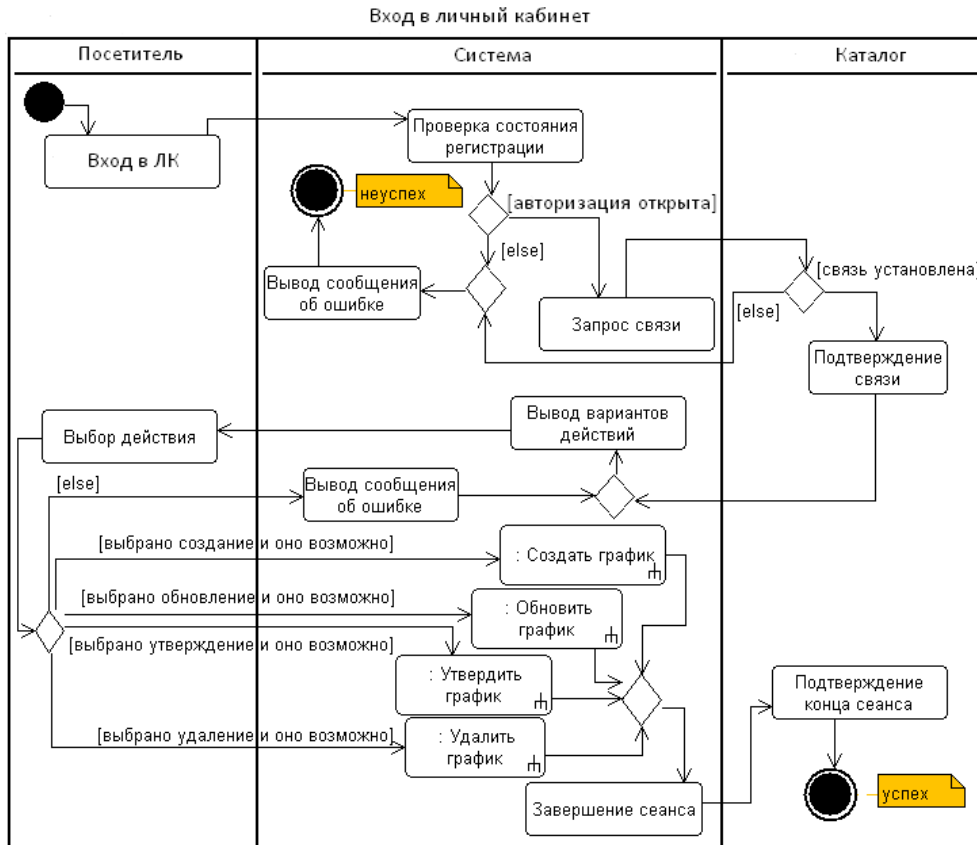 Вход в личный кабинет
Посетитель
Система
Каталог
Вход в ЛК
Проверка состояния
регистрации
неуспех
[авторизация открыта]
[else]
[связь установлена]
[else]
Вывод сообщения
об ошибке
Запрос связи
Подтверждение
связи
Выбор действия
Вывод вариантов
действий
[else]
Вывод сообщения
об ошибке
[выбрано создание и оно возможно]
: Создать график
[выбрано обновление и оно возможно]
: Обновить
график
[выбрано утверждение и оно возможно]
: Утвердить
график
[выбрано удаление и оно возможно]
: Удалить
график
Подтверждение
конца сеанса
Завершение сеанса
успех